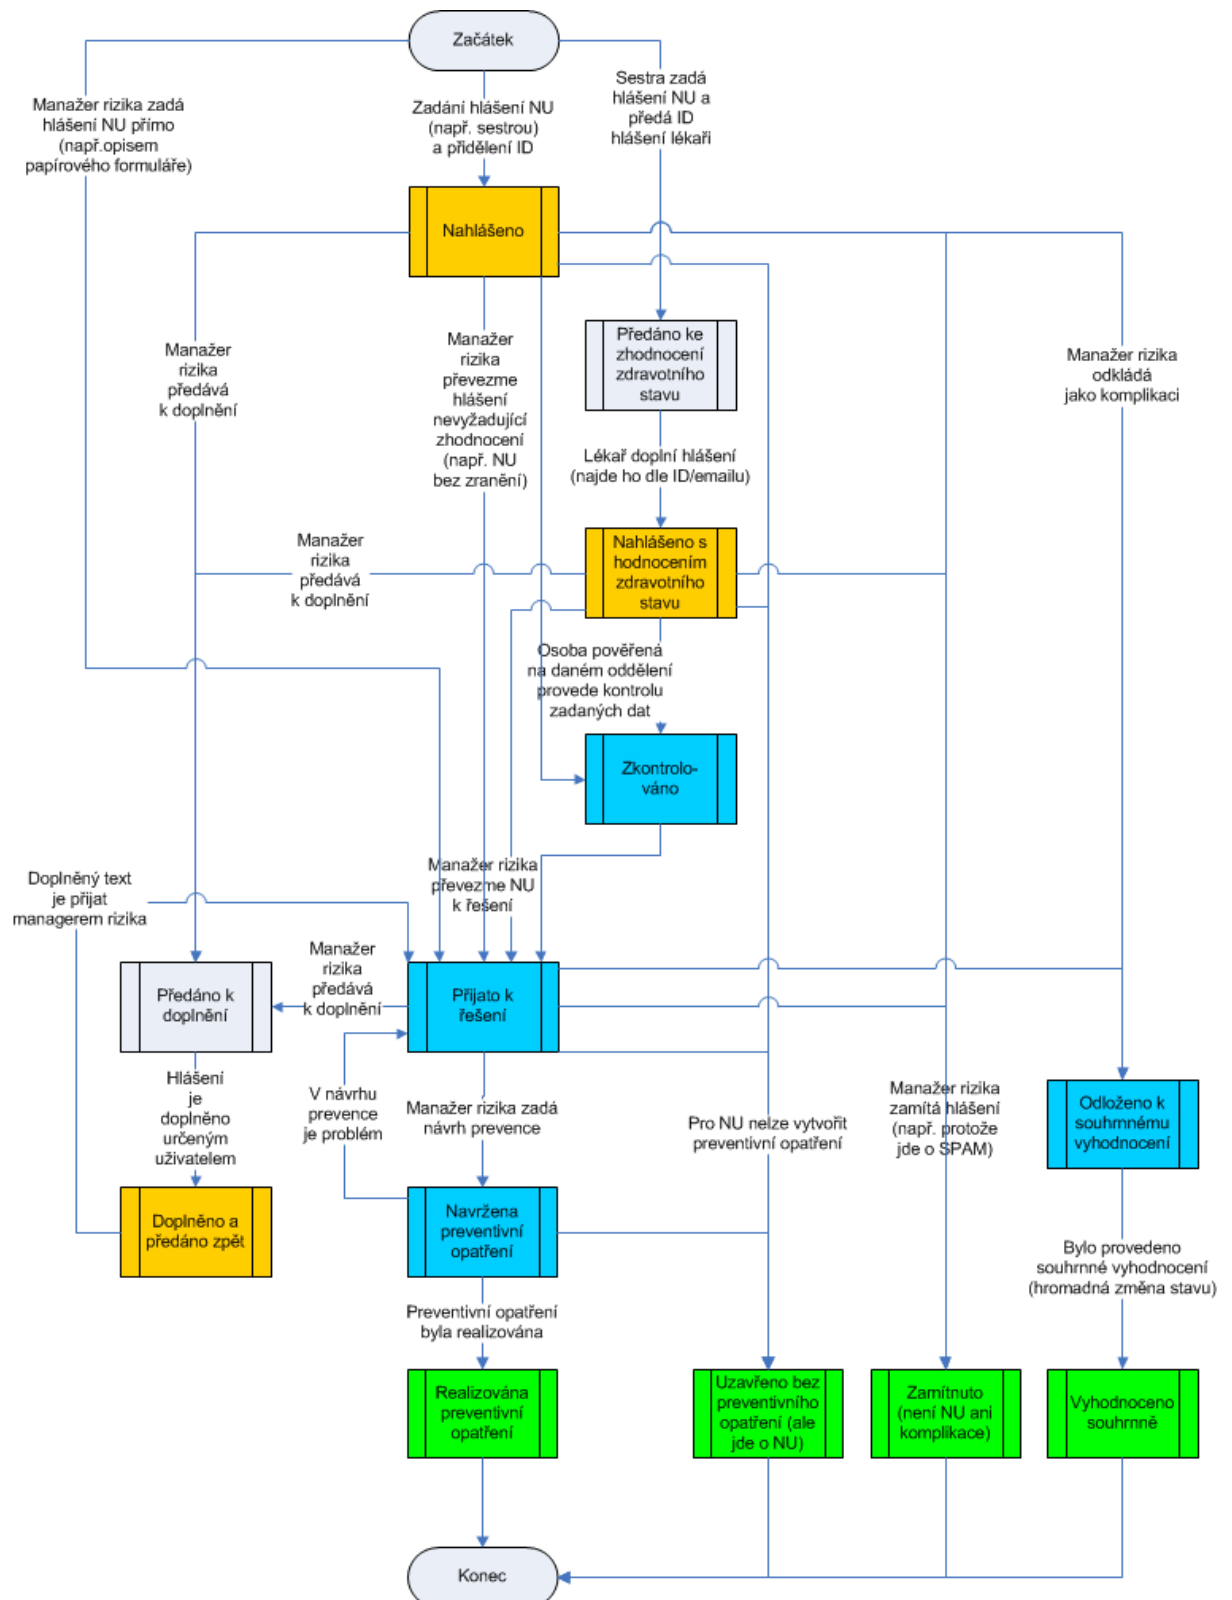 Začátek
Manažer rizika zadá
hlášení NU přímo
(např.opisem
papírového formuláře)
Zadání hlášení NU
(např. sestrou)
a přidělení ID
Sestra zadá
hlášení NU a
předá ID
hlášení lékaři
Nahlášeno
Manažer
rizika
předává
k doplnění
Manažer
rizika
převezme
hlášení
nevyžadující
zhodnocení
(např. NU
bez zranění)
Předáno ke
zhodnocení
zdravotního
stavu
Manažer rizika
odkládá
jako komplikaci
Lékař doplní hlášení
(najde ho dle ID/emailu)
Manažer
rizika
předává
k doplnění
Nahlášeno s
hodnocením
zdravotního
stavu
Osoba pověřená
na daném oddělení
provede kontrolu
zadaných dat
Zkontrolo-
váno
Doplněný text
je přijat
managerem rizika
Manažer rizika
převezme NU
k řešení
Předáno k
doplnění
Manažer
rizika
předává
k doplnění
Přijato k
řešení
Hlášení
je
doplněno
určeným
uživatelem
V návrhu
prevence
je problém
Manažer rizika zadá
návrh prevence
Pro NU nelze vytvořit
preventivní opatření
Manažer rizika
zamítá hlášení
(např. protože
jde o SPAM)
Odloženo k
souhrnnému
vyhodnocení
Doplněno a
předáno zpět
Navržena
preventivní
opatření
Bylo provedeno
souhrnné vyhodnocení
(hromadná změna stavu)
Preventivní opatření
byla realizována
Realizována
preventivní
opatření
Uzavřeno bez
preventivního
opatření (ale
jde o NU)
Zamítnuto
(není NU ani
komplikace)
Vyhodnoceno
souhrnně
Konec